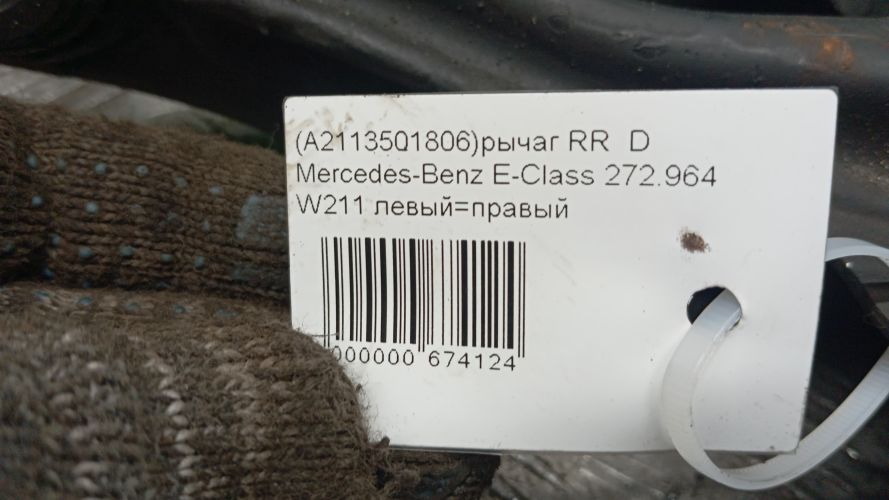 (A2113501806)рычаг RR D
Mercedes-Benz E-Class 272.964
W211 левый=правый
000000 674124